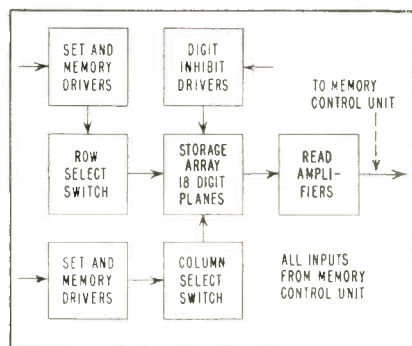 SET AND
MEMORY
DRIVERS
DIGIT
INHIBIT
DRIVERS
TO MEMORY
CONTROL UNIT
ROW
SELECT
SWITCH
STORAGE
ARRAY
18 DIGIT
PLANES
READ
AMPLI-
FIERS
SET AND
MEMORY
DRIVERS
COLUMN
SELECT
SWITCH
ALL INPUTS
FROM MEMORY
CONTROL UNIT